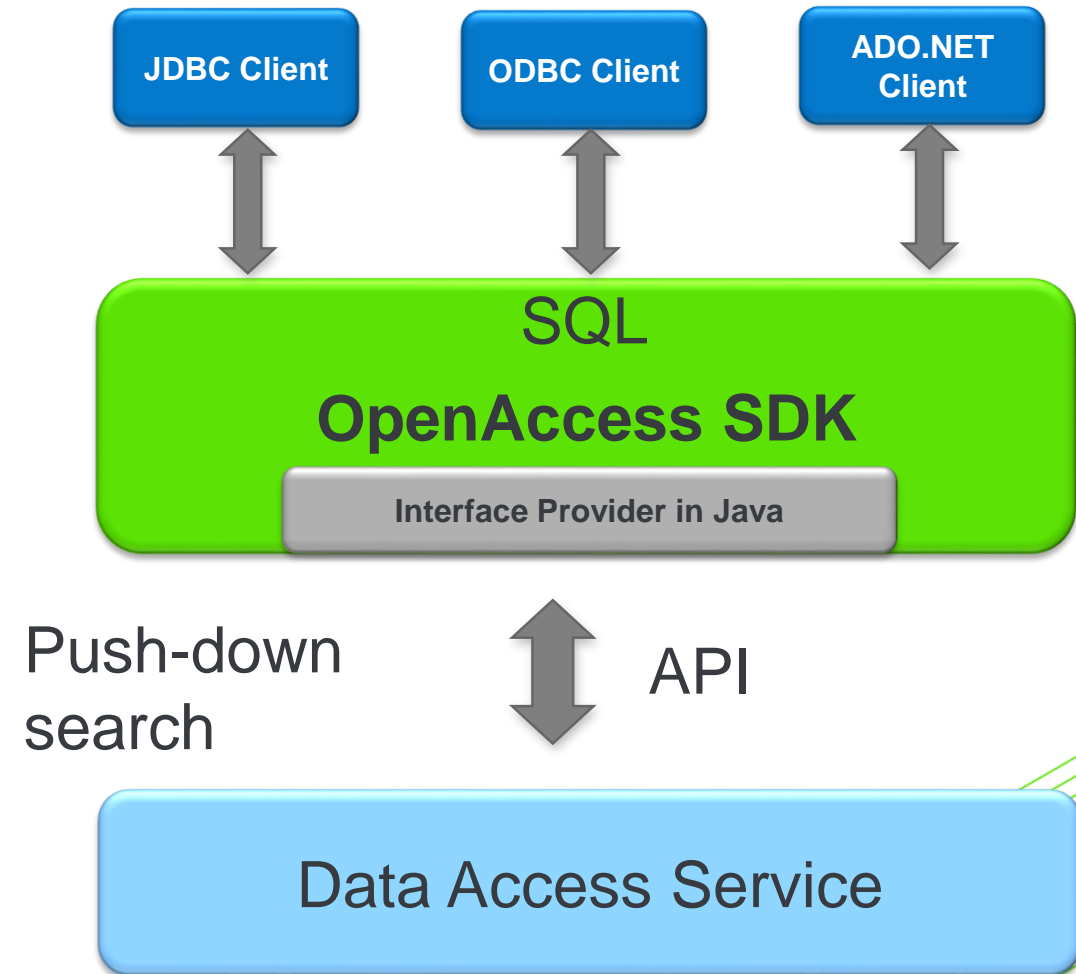 JDBC Client
ODBC Client
ADO.NET
Client
SQL
OpenAccess SDK
Interface Provider in Java
Push-down
search
API
Data Access Service